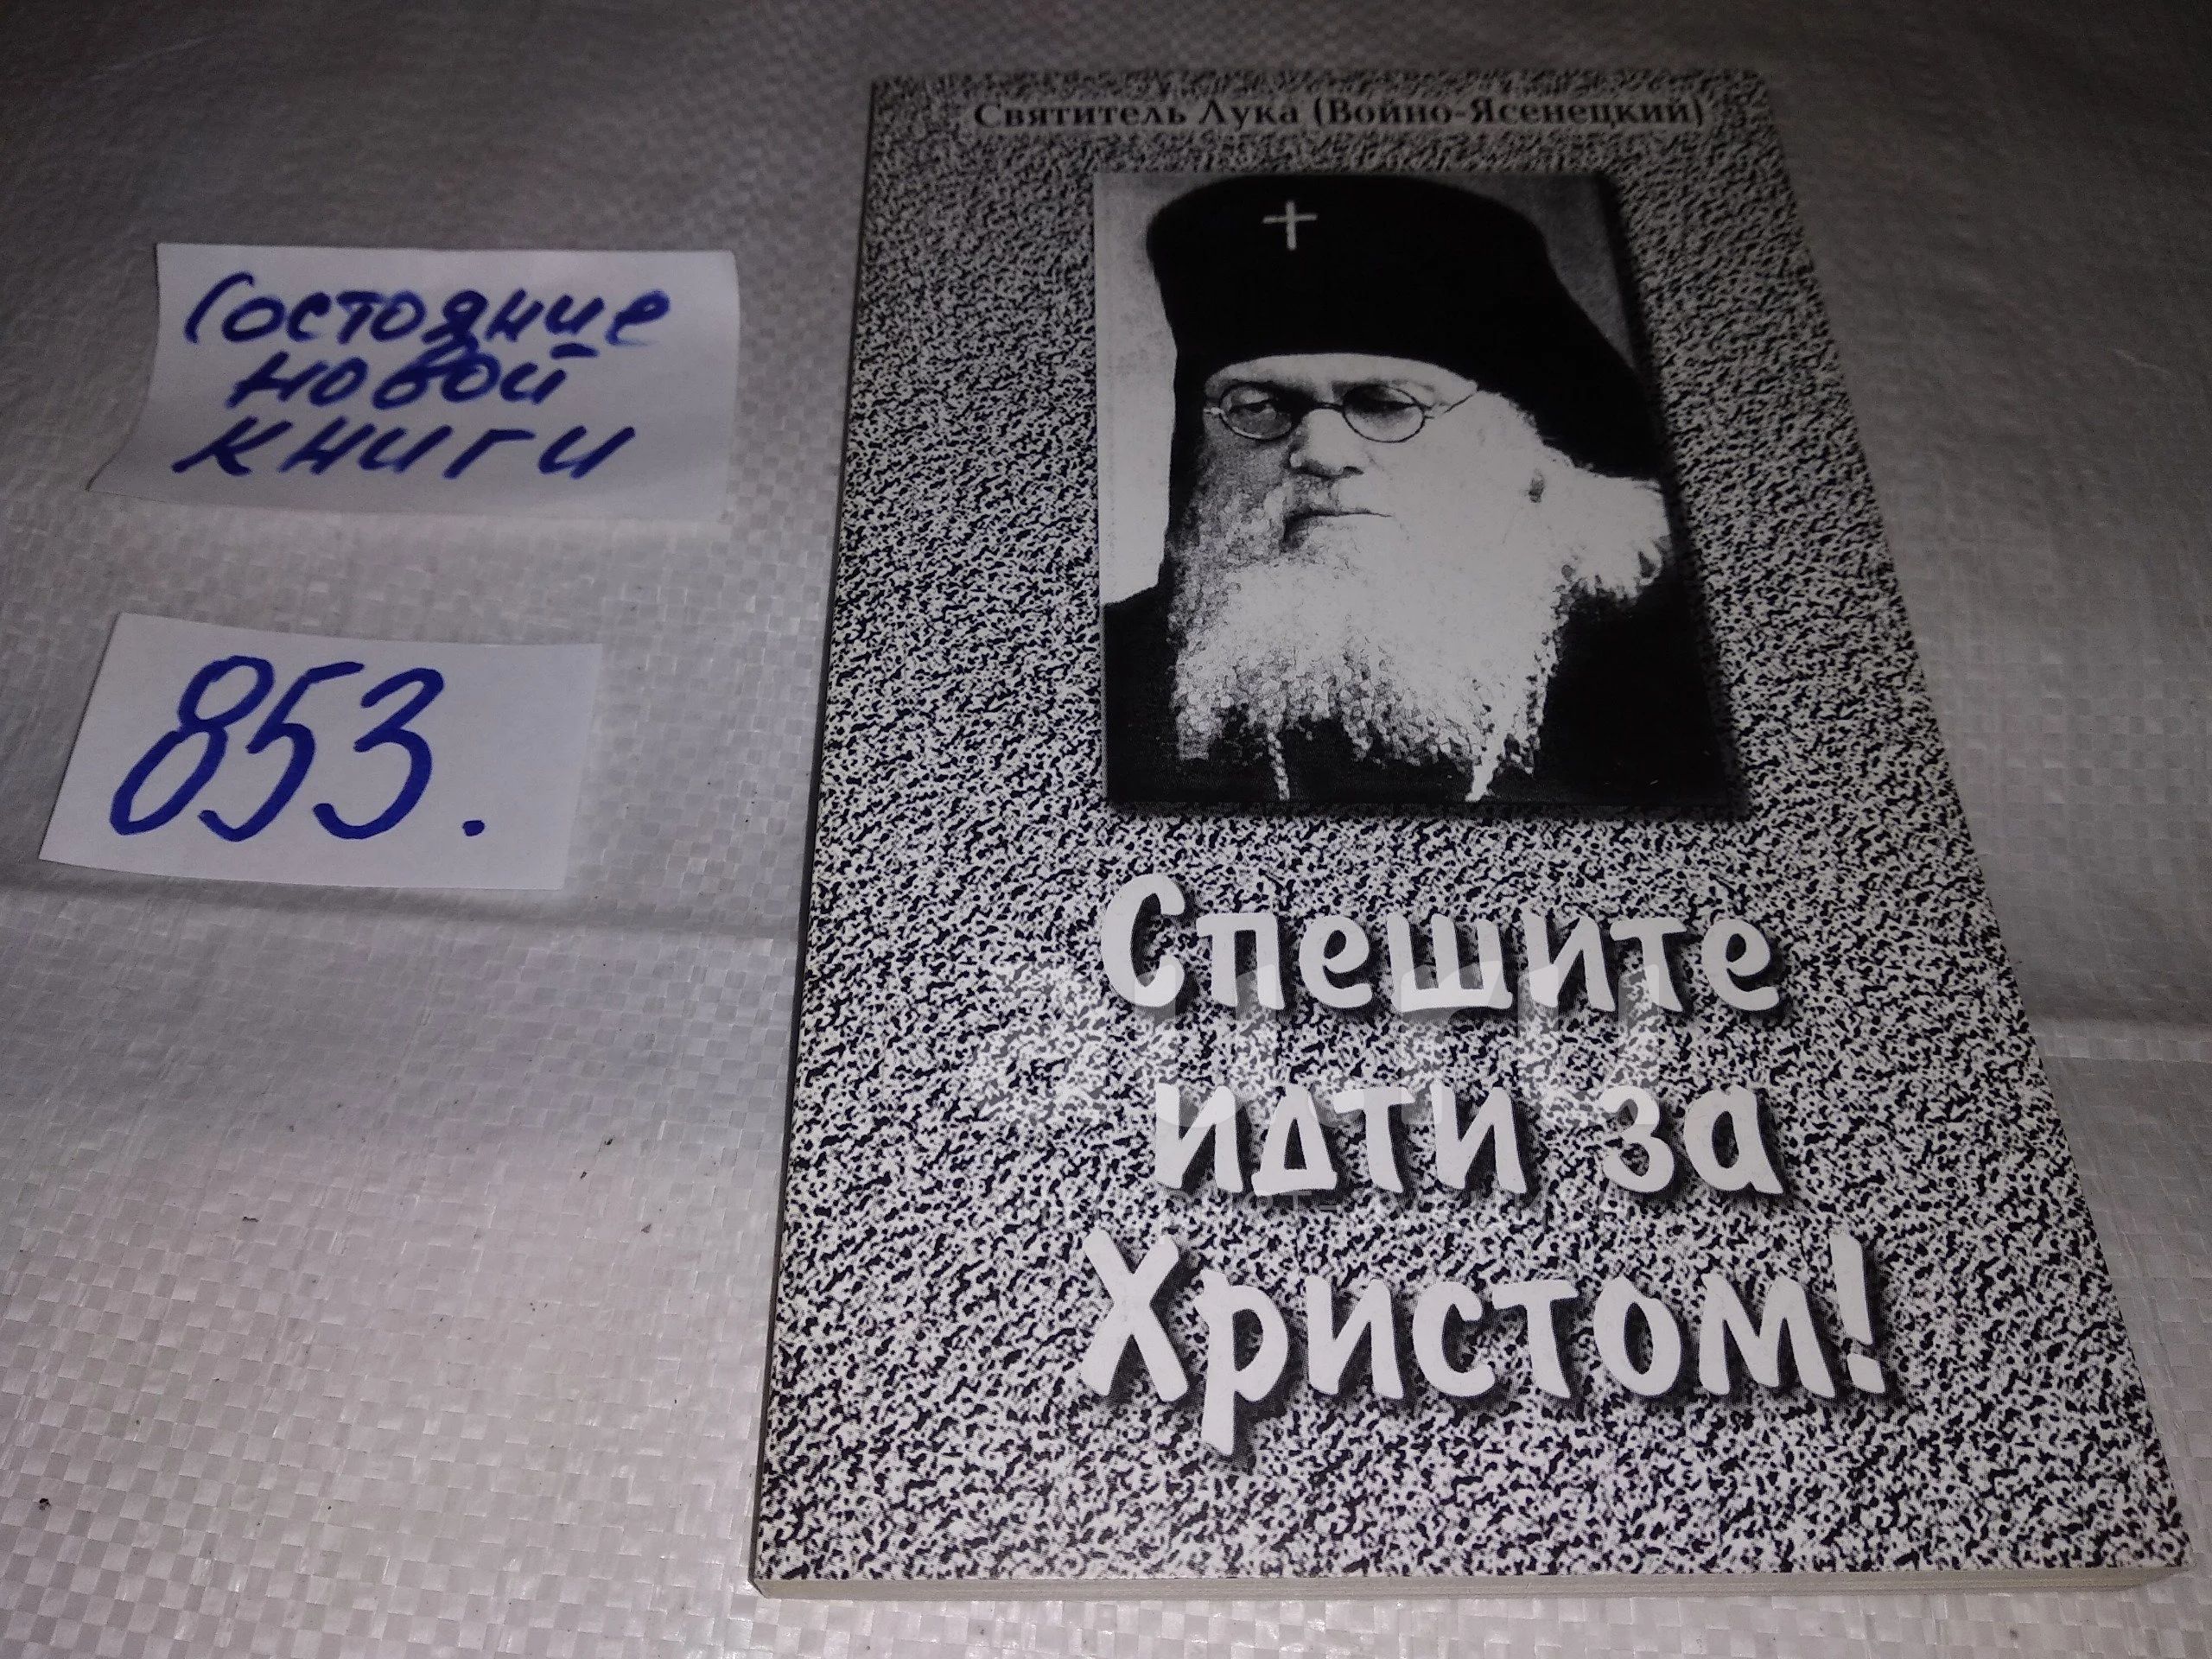 Святитель Лука (Войно-Ясенецкий)
Состояние
новой
книги
853.
Спешите
идти за
Христом!